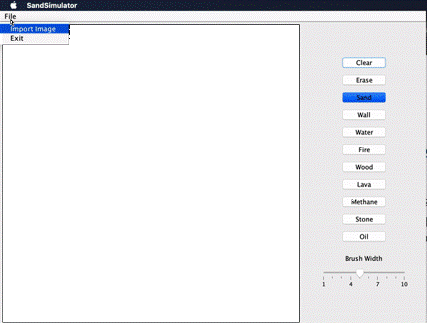 SandSimulator
File
Import Image
Exit
Clear
Erase
Sand
Wall
Water
Fire
Wood
Lava
Methane
Stone
Oil
Brush Width
1 4 7 10